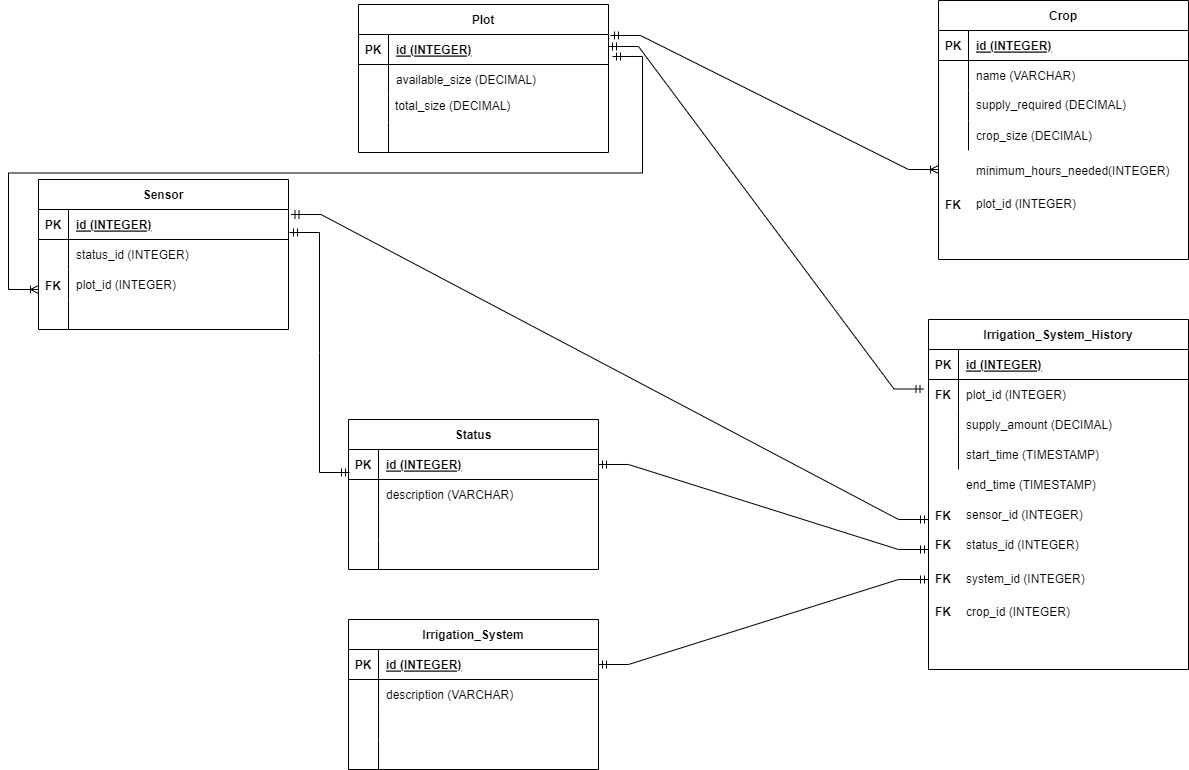 Plot
PK id (INTEGER)
available_size (DECIMAL)
total_size (DECIMAL)
Crop
PK id (INTEGER)
name (VARCHAR)
supply_required (DECIMAL)
crop_size (DECIMAL)
minimum_hours_needed(INTEGER)
FK plot_id (INTEGER)
Sensor
PK id (INTEGER)
status_id (INTEGER)
FK plot_id (INTEGER)
Irrigation_System_History
PK id (INTEGER)
FK plot_id (INTEGER)
supply_amount (DECIMAL)
start_time (TIMESTAMP)
end_time (TIMESTAMP)
FK sensor_id (INTEGER)
FK status_id (INTEGER)
FK system_id (INTEGER)
FK crop_id (INTEGER)
Status
PK id (INTEGER)
description (VARCHAR)
Irrigation_System
PK id (INTEGER)
description (VARCHAR)